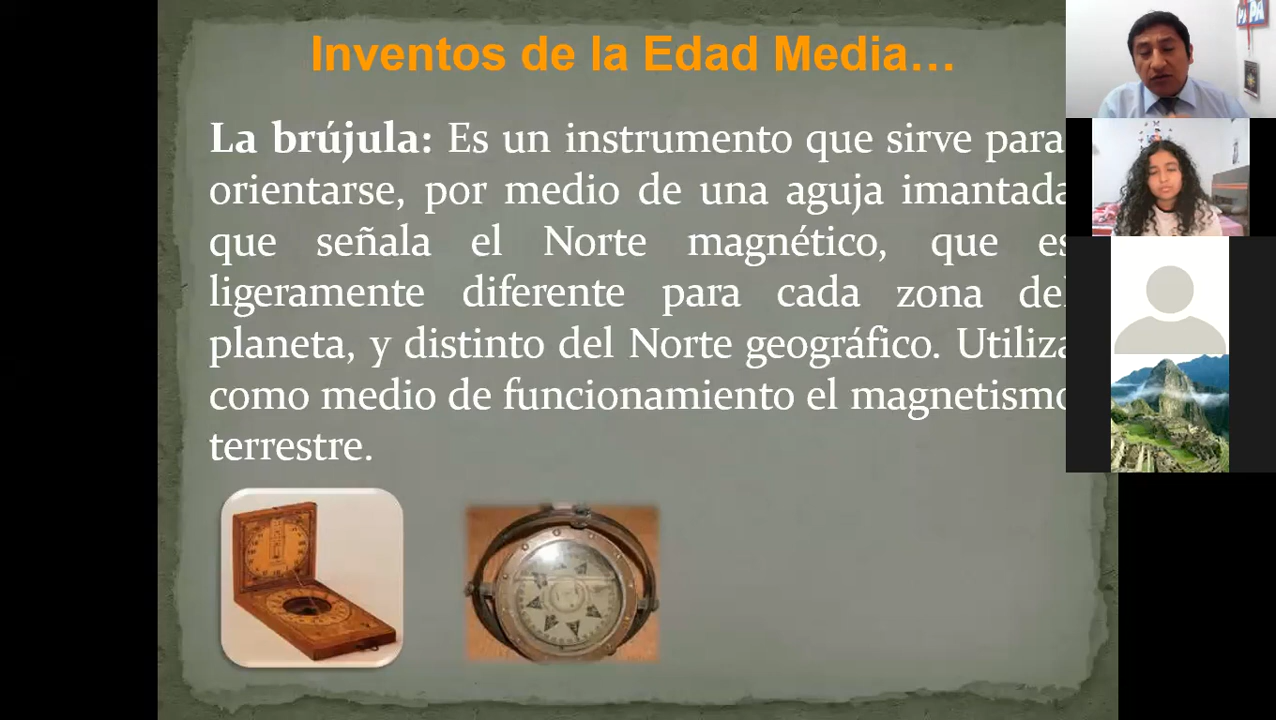 Inventos de la Edad Media...
La brújula: Es un instrumento que sirve para
orientarse, por medio de una aguja imantada
que señala el Norte magnético, que es
ligeramente diferente para cada zona del
planeta, y distinto del Norte geográfico. Utiliza
como medio de funcionamiento el magnetismo
terrestre.